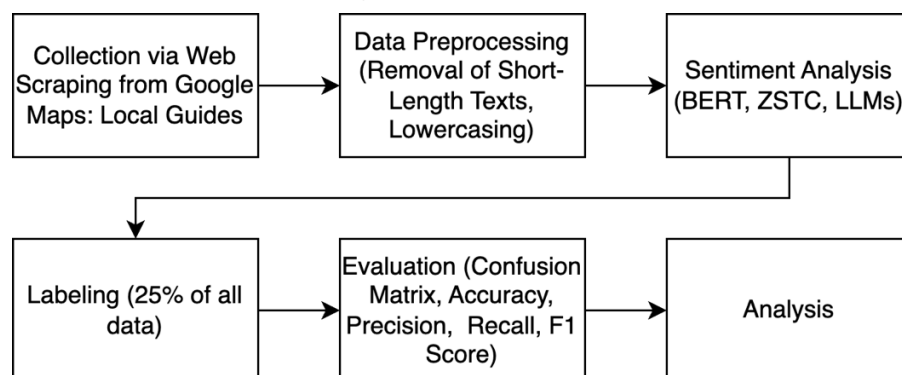 Collection via Web
Scraping from Google
Maps: Local Guides
Data Preprocessing
(Removal of Short-
Length Texts,
Lowercasing)
Sentiment Analysis
(BERT, ZSTC, LLMs)
Labeling (25% of all
data)
Evaluation (Confusion
Matrix, Accuracy,
Precision, Recall, F1
Score)
Analysis